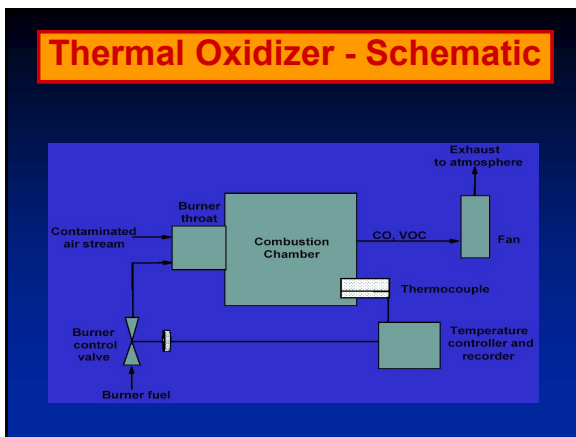 Thermal Oxidizer - Schematic
Exhaust
to atmosphere
Burner
throat
Contaminated
air stream
Combustion
Chamber
CO, VOC
Fan
Thermocouple
Burner
control
valve
Temperature
controller and
recorder
Burner fuel